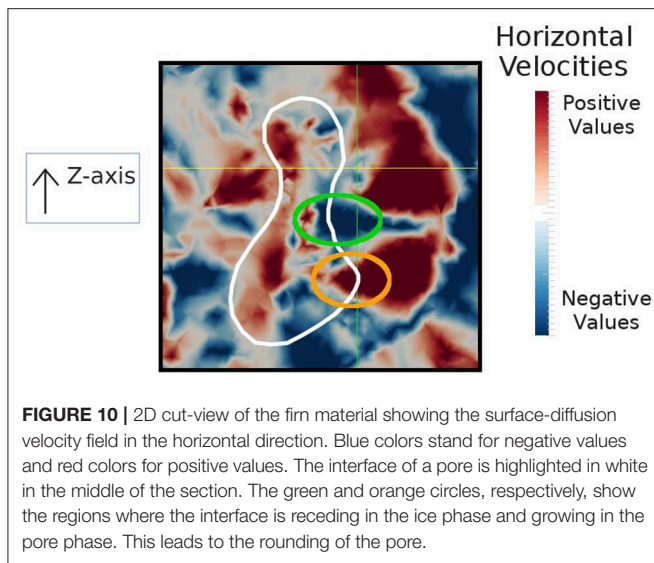 Horizontal
Velocities
Positive
Values
Z-axis
Negative
Values
FIGURE 10 | 2D cut-view of the firn material showing the surface-diffusion
velocity field in the horizontal direction. Blue colors stand for negative values
and red colors for positive values. The interface of a pore is highlighted in white
in the middle of the section. The green and orange circles, respectively, show
the regions where the interface is receding in the ice phase and growing in the
pore phase. This leads to the rounding of the pore.